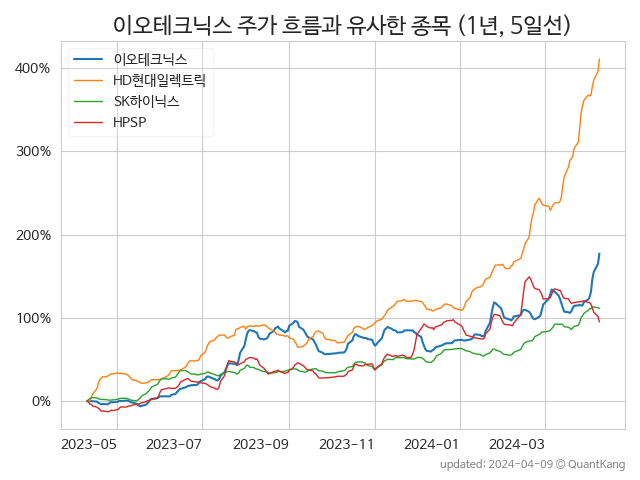 이오테크닉스 주가 흐름과 유사한 종목 (1년, 5일선)
이오테크닉스
HD현대일렉트릭
SK하이닉스
HPSP
400%
300%
200%
100%
0%
2023-05 2023-07 2023-09 2023-11 2024-01 2024-03
updated: 2024-04-09 © QuantKang